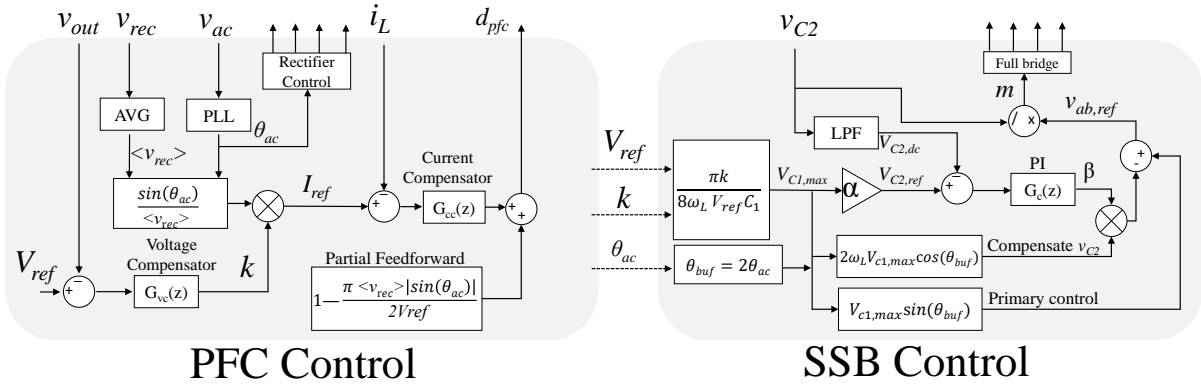 v_out v_rec v_ac i_L d_pfc
Rectifier
Control
AVG
PLL
<v_rec>
θ_ac
sin(θ_ac)
<v_rec>
I_ref
+ −
Current
Compensator
G_cc(z)
+
+
Voltage
Compensator
V_ref
+ −
G_vc(z)
k
Partial Feedforward
1— π <v_rec>|sin(θ_ac)|
2Vref
PFC Control
v_C2
Full bridge
m
/ x
v_ab,ref
LPF
V_C2,dc
V_ref
k
θ_ac
πk
8ω_L V_ref C_1
V_C1,max
α
V_C2,ref
+ −
PI
G_c(z)
β
+
-
θ_buf = 2θ_ac
2ω_L V_c1,max cos(θ_buf)
Compensate v_C2
V_c1,max sin(θ_buf)
Primary control
SSB Control